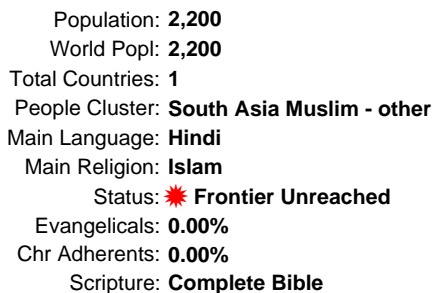 Population: 2,200
World Popl: 2,200
Total Countries: 1
People Cluster: South Asia Muslim - other
Main Language: Hindi
Main Religion: Islam
Status: Frontier Unreached
Evangelicals: 0.00%
Chr Adherents: 0.00%
Scripture: Complete Bible